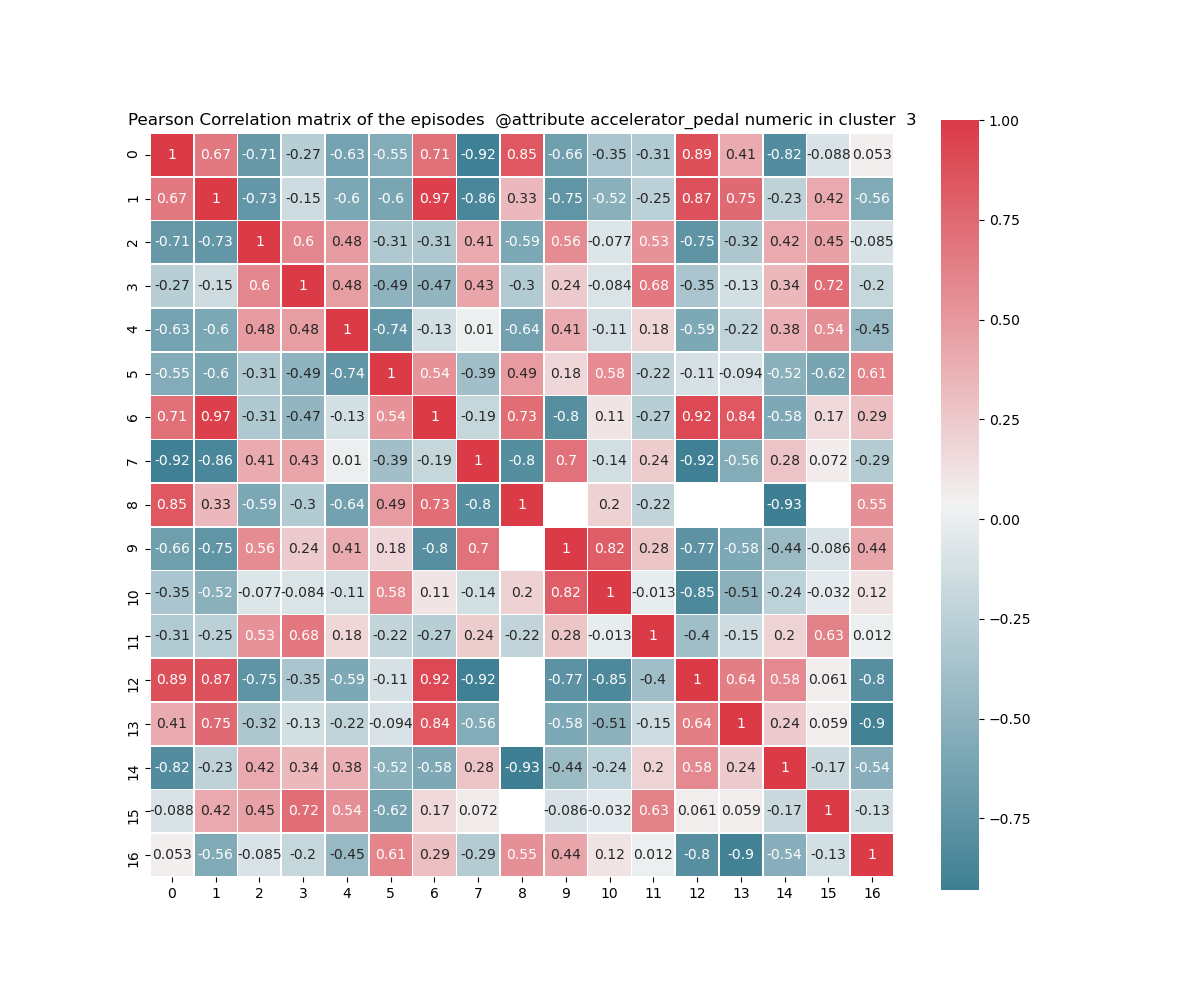 Pearson Correlation matrix of the episodes  @attribute accelerator_pedal numeric in cluster  3
0 1 0.67 -0.71 -0.27 -0.63 -0.55 0.71 -0.92 0.85 -0.66 -0.35 -0.31 0.89 0.41 -0.82 -0.088 0.053
1 0.67 1 -0.73 -0.15 -0.6 -0.6 0.97 -0.86 0.33 -0.75 -0.52 -0.25 0.87 0.75 -0.23 0.42 -0.56
2 -0.71 -0.73 1 0.6 0.48 -0.31 -0.31 0.41 -0.59 0.56 -0.077 0.53 -0.75 -0.32 0.42 0.45 -0.085
3 -0.27 -0.15 0.6 1 0.48 -0.49 -0.47 0.43 -0.3 0.24 -0.084 0.68 -0.35 -0.13 0.34 0.72 -0.2
4 -0.63 -0.6 0.48 0.48 1 -0.74 -0.13 0.01 -0.64 0.41 -0.11 0.18 -0.59 -0.22 0.38 0.54 -0.45
5 -0.55 -0.6 -0.31 -0.49 -0.74 1 0.54 -0.39 0.49 0.18 0.58 -0.22 -0.11 -0.094 -0.52 -0.62 0.61
6 0.71 0.97 -0.31 -0.47 -0.13 0.54 1 -0.19 0.73 -0.8 0.11 -0.27 0.92 0.84 -0.58 0.17 0.29
7 -0.92 -0.86 0.41 0.43 0.01 -0.39 -0.19 1 -0.8 0.7 -0.14 0.24 -0.92 -0.56 0.28 0.072 -0.29
8 0.85 0.33 -0.59 -0.3 -0.64 0.49 0.73 -0.8 1 0.2 -0.22 -0.93 0.55
9 -0.66 -0.75 0.56 0.24 0.41 0.18 -0.8 0.7 1 0.82 0.28 -0.77 -0.58 -0.44 -0.086 0.44
10 -0.35 -0.52 -0.077 -0.084 -0.11 0.58 0.11 -0.14 0.2 0.82 1 -0.013 -0.85 -0.51 -0.24 -0.032 0.12
11 -0.31 -0.25 0.53 0.68 0.18 -0.22 -0.27 0.24 -0.22 0.28 -0.013 1 -0.4 -0.15 0.2 0.63 0.012
12 0.89 0.87 -0.75 -0.35 -0.59 -0.11 0.92 -0.92 -0.77 -0.85 -0.4 1 0.64 0.58 0.061 -0.8
13 0.41 0.75 -0.32 -0.13 -0.22 -0.094 0.84 -0.56 -0.58 -0.51 -0.15 0.64 1 0.24 0.059 -0.9
14 -0.82 -0.23 0.42 0.34 0.38 -0.52 -0.58 0.28 -0.93 -0.44 -0.24 0.2 0.58 0.24 1 -0.17 -0.54
15 -0.088 0.42 0.45 0.72 0.54 -0.62 0.17 0.072 -0.086 -0.032 0.63 0.061 0.059 -0.17 1 -0.13
16 0.053 -0.56 -0.085 -0.2 -0.45 0.61 0.29 -0.29 0.55 0.44 0.12 0.012 -0.8 -0.9 -0.54 -0.13 1
0 1 2 3 4 5 6 7 8 9 10 11 12 13 14 15 16
1.00
0.75
0.50
0.25
0.00
−0.25
−0.50
−0.75